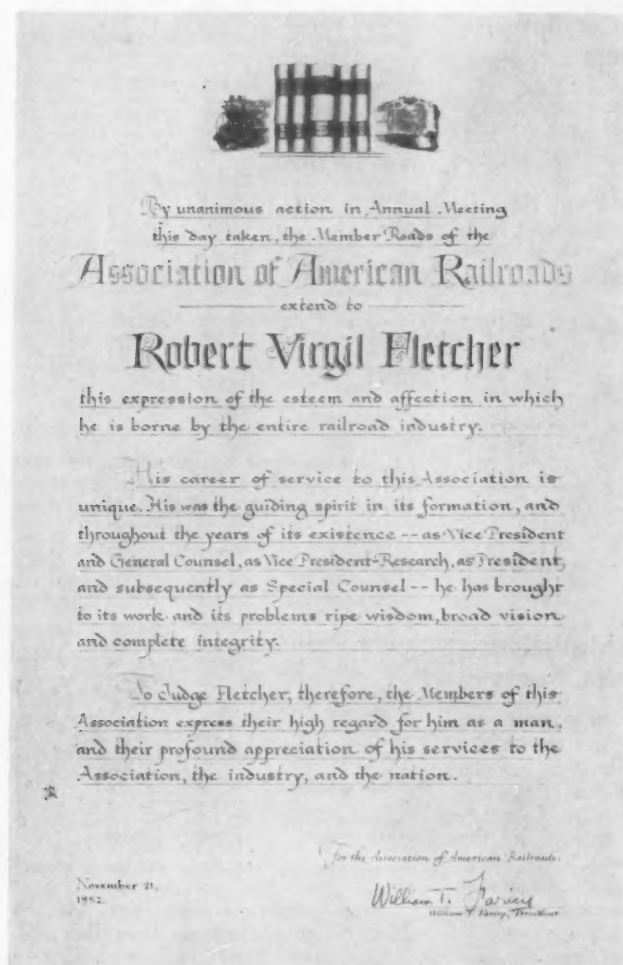 By unanimous action in Annual Meeting
this day taken, the Member Roads of the
Association of American Railroads
extend to
Robert Virgil Fletcher
this expression of the esteem and affection in which
he is borne by the entire railroad industry.
His career of service to this Association is
unique. His was the guiding spirit in its formation, and
throughout the years of its existence -- as Vice President
and General Counsel, as Vice President-Research, as President,
and subsequently as Special Counsel -- he has brought
to its work and its problems ripe wisdom, broad vision
and complete integrity.
To Judge Fletcher, therefore, the Members of this
Association express their high regard for him as a man,
and their profound appreciation of his services to the
Association, the industry, and the nation.
For the Association of American Railroads:
November 21,
1952
William T. Faricy
William T. Faricy, President